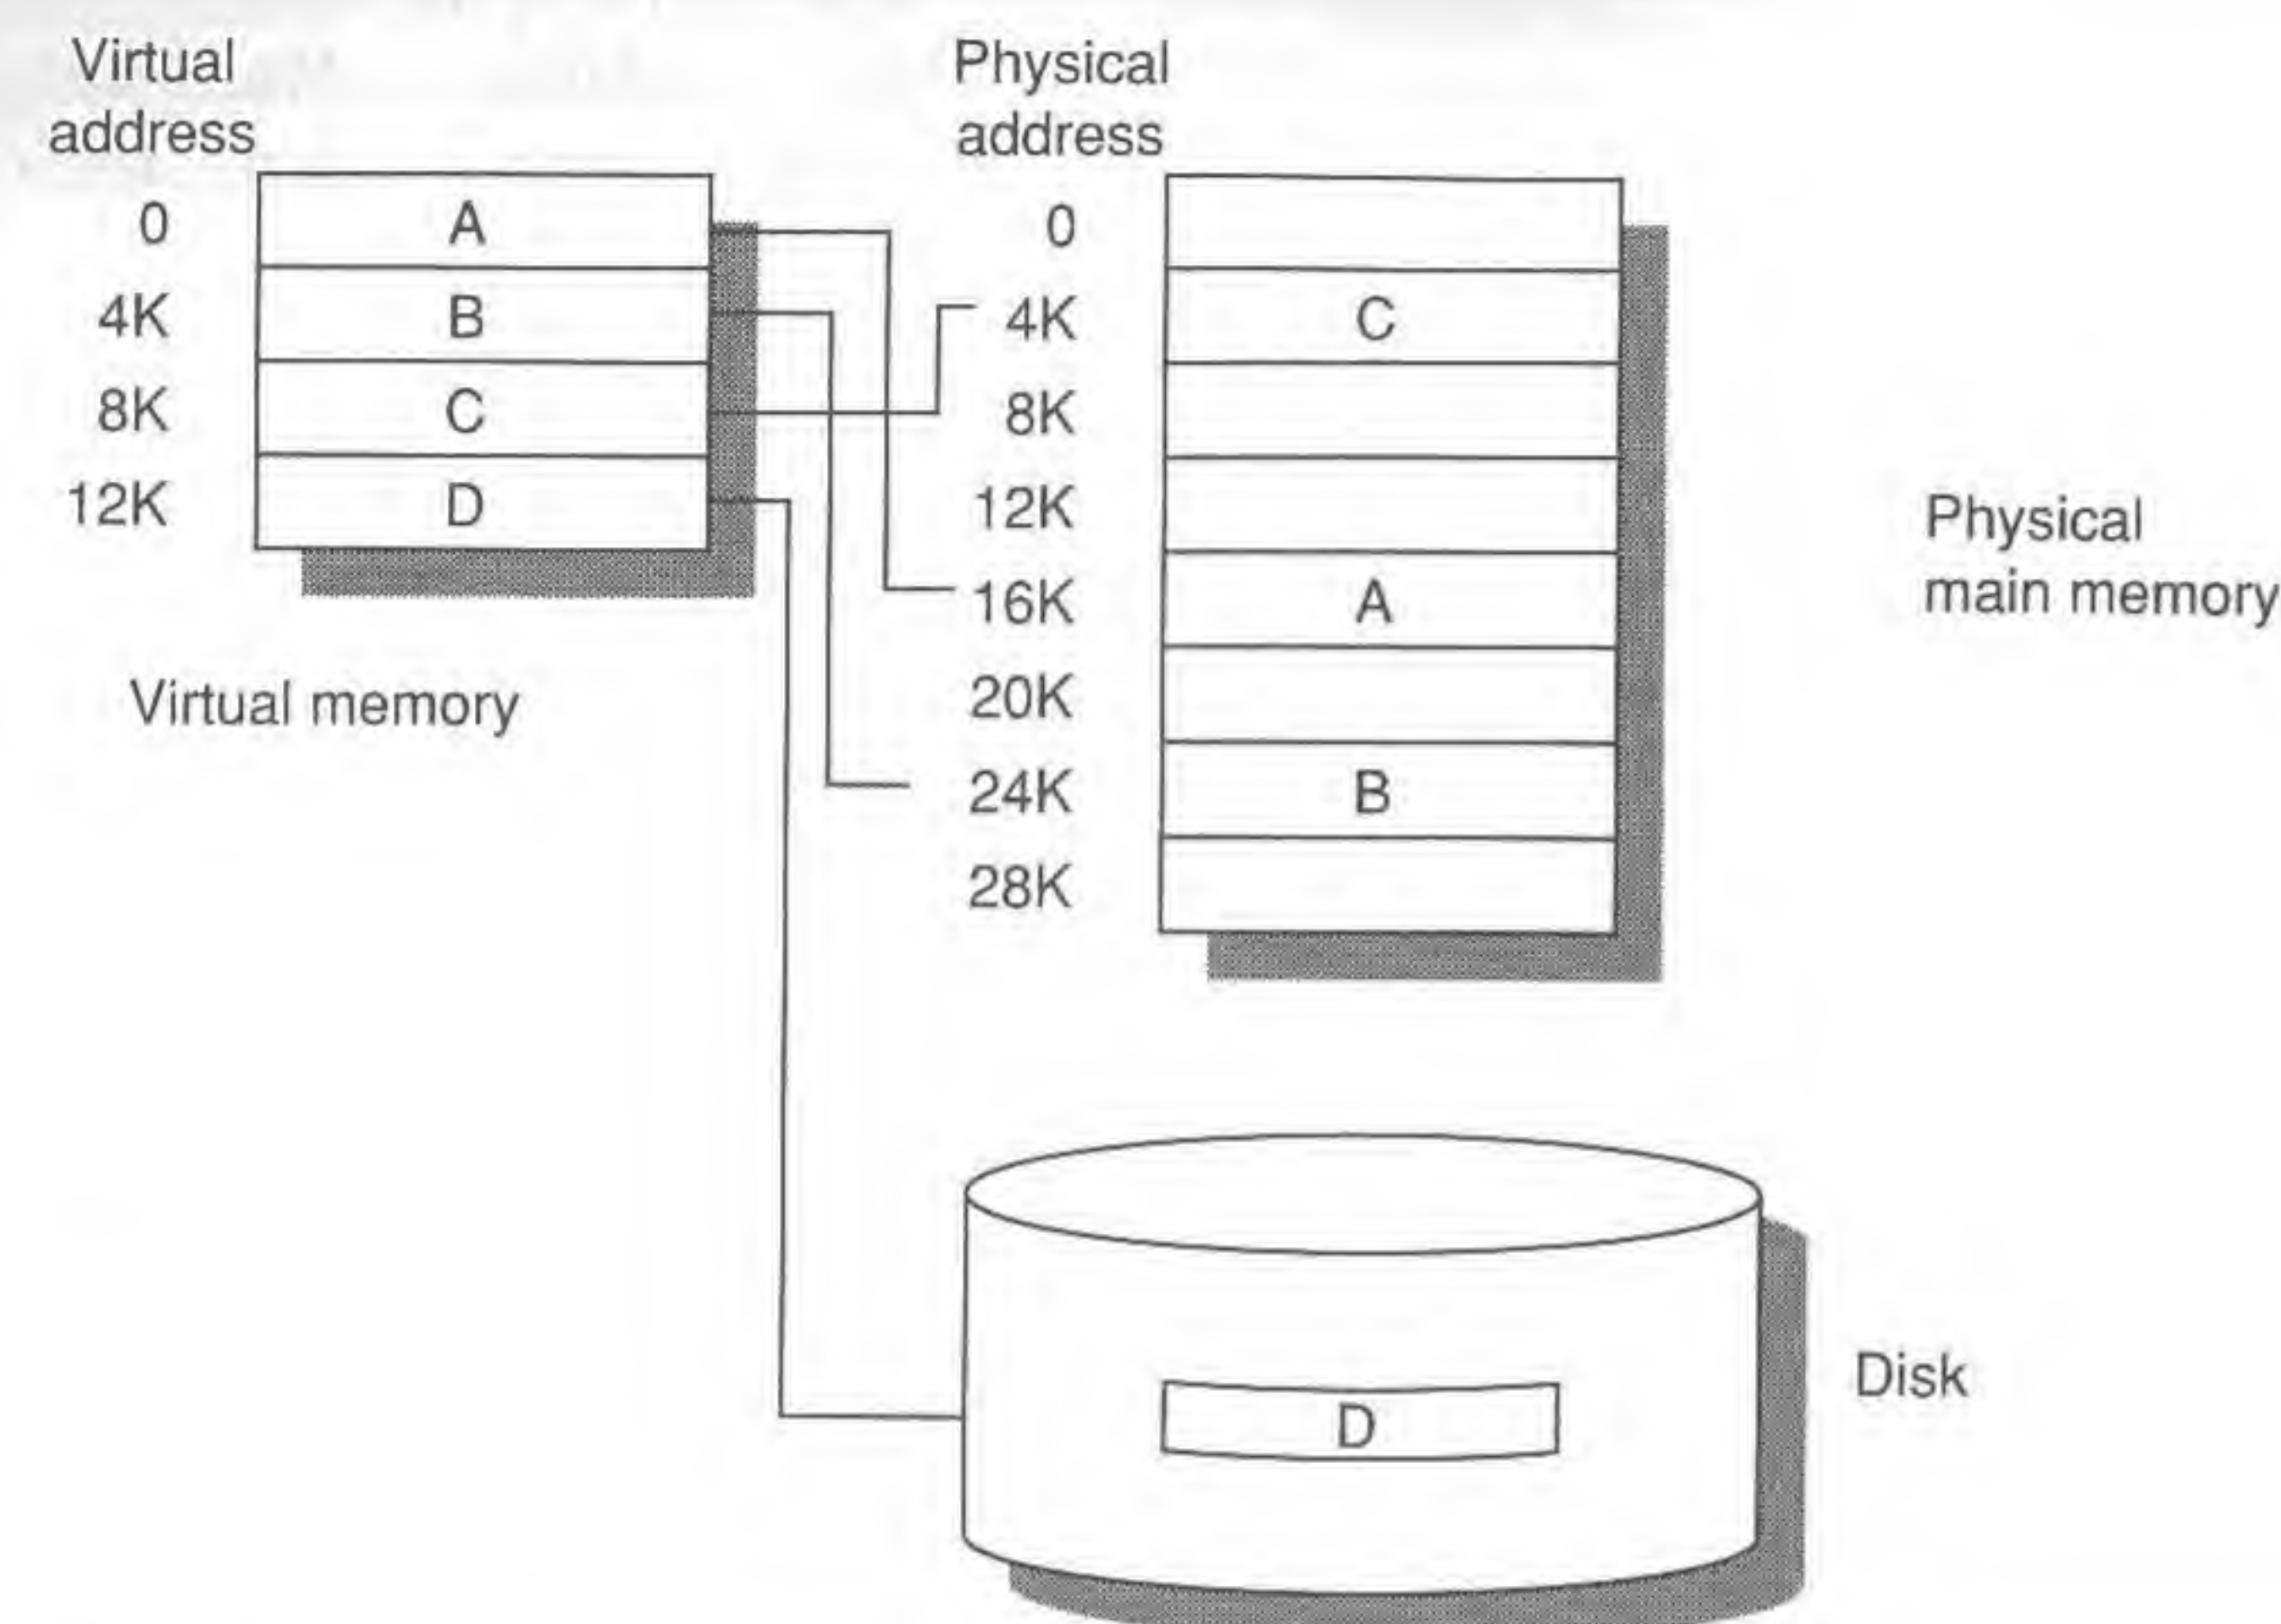 Virtual
address
0
A
4K
B
8K
C
12K
D
Virtual memory
Physical
address
0
4K
C
8K
12K
16K
A
20K
24K
B
28K
Physical
main memory
D
Disk